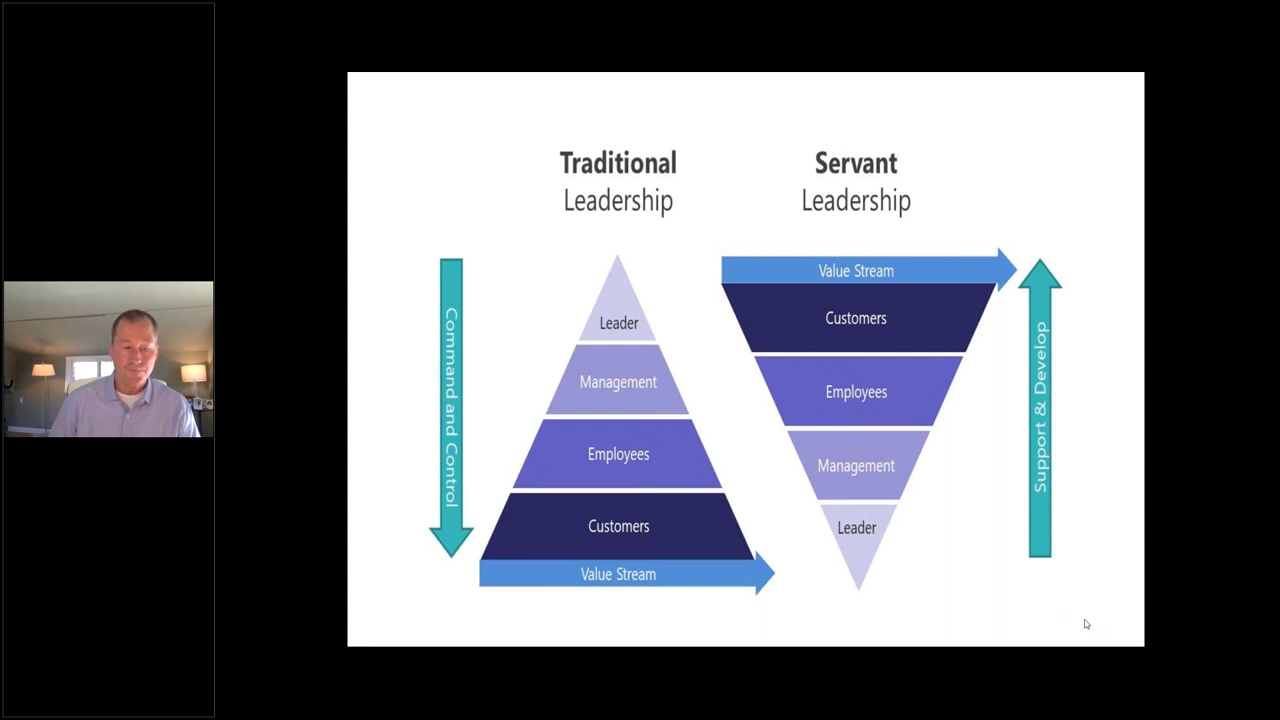 Traditional
Leadership
Servant
Leadership
Command and Control
Leader
Management
Employees
Customers
Value Stream
Value Stream
Customers
Employees
Management
Leader
Support & Develop